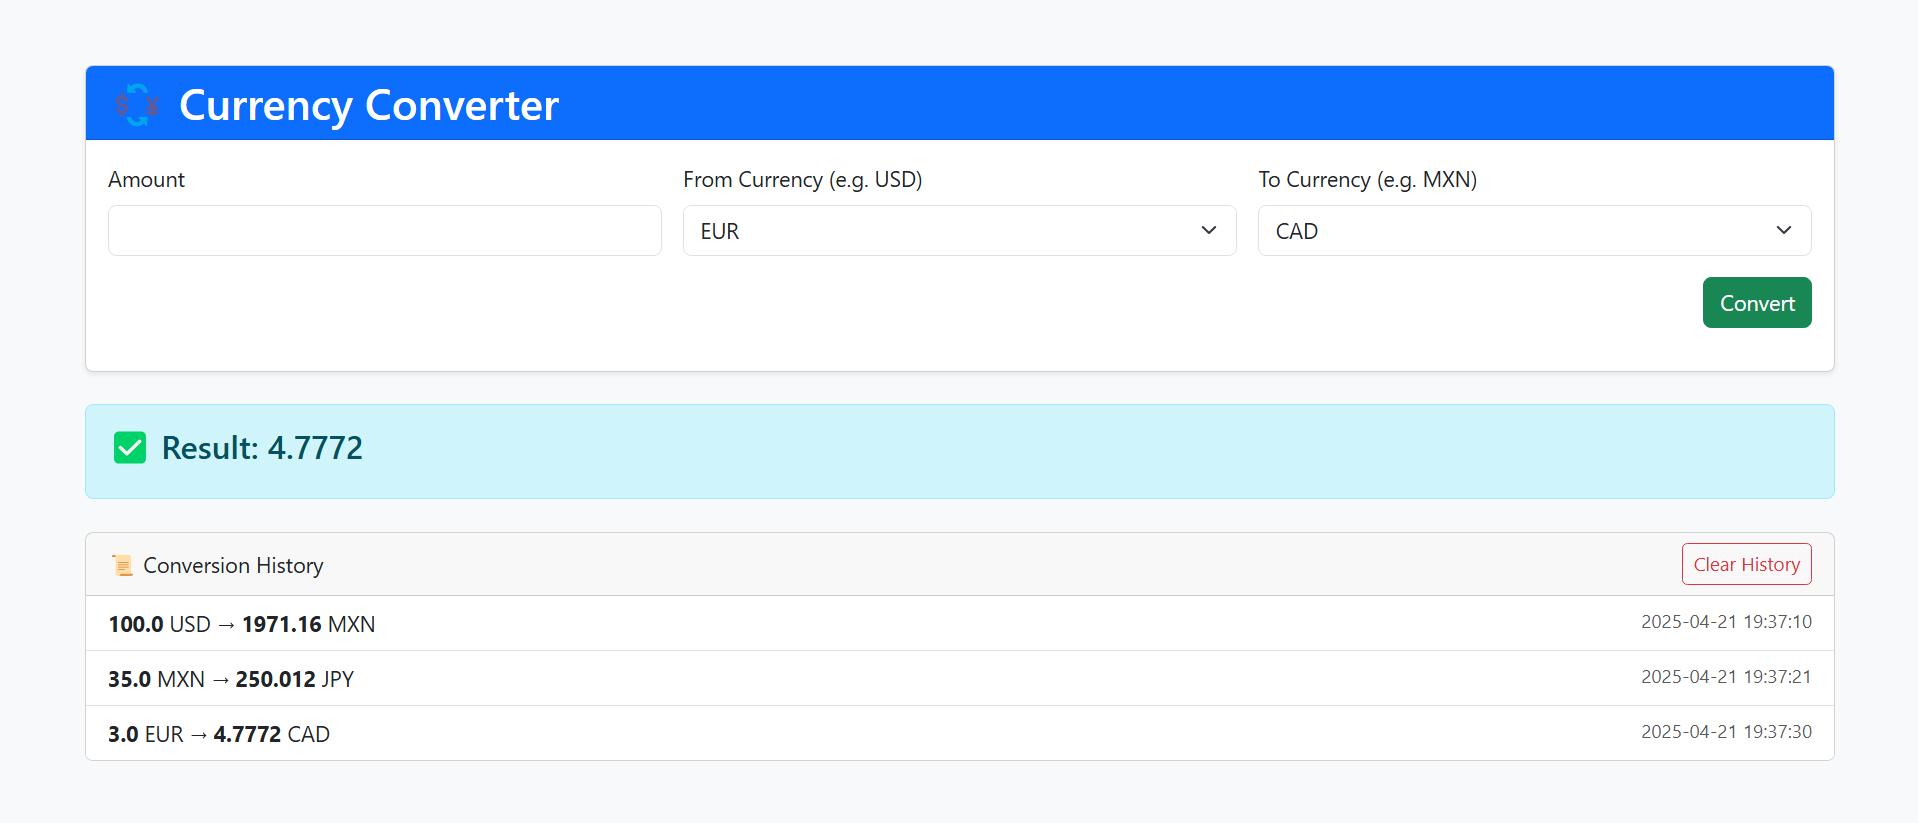 Currency Converter
Amount
From Currency (e.g. USD)
To Currency (e.g. MXN)
EUR
CAD
Convert
Result: 4.7772
Conversion History
Clear History
100.0 USD → 1971.16 MXN
2025-04-21 19:37:10
35.0 MXN → 250.012 JPY
2025-04-21 19:37:21
3.0 EUR → 4.7772 CAD
2025-04-21 19:37:30